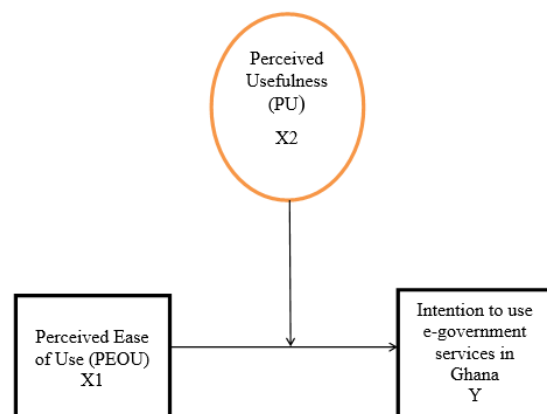 Perceived
Usefulness
(PU)
X2
Perceived Ease
of Use (PEOU)
X1
Intention to use
e-government
services in
Ghana
Y